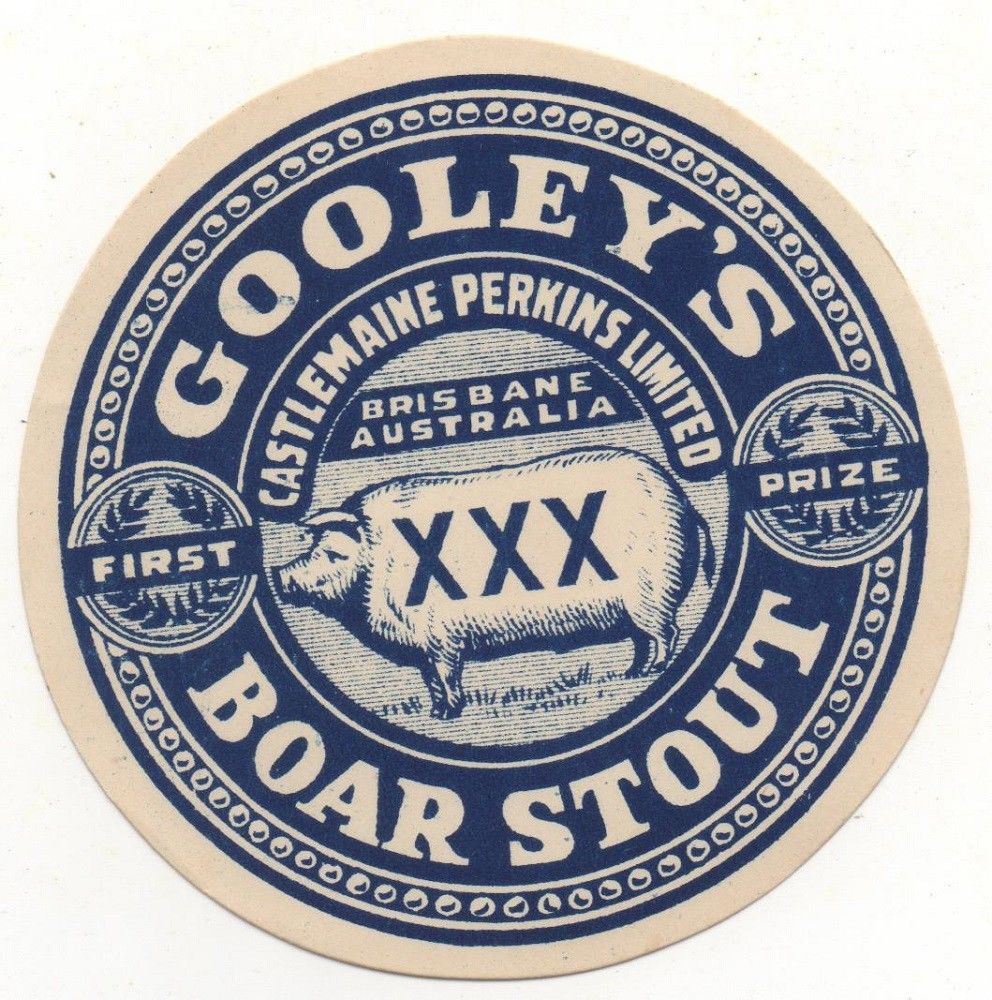 GOOLEY'S
CASTLEMAINE PERKINS LIMITED
BRISBANE
AUSTRALIA
XXX
FIRST
PRIZE
BOAR STOUT